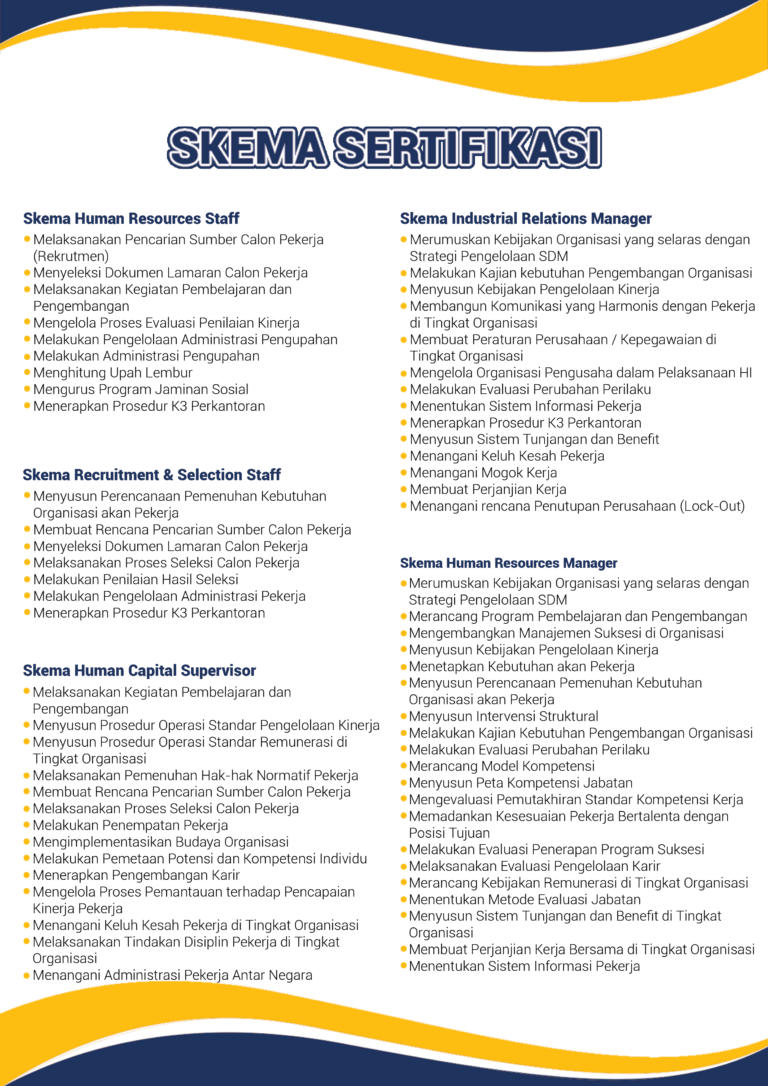 SKEMA SERTIFIKASI
Skema Human Resources Staff
Melaksanakan Pencarian Sumber Calon Pekerja
(Rekrutmen)
Menyeleksi Dokumen Lamaran Calon Pekerja
Melaksanakan Kegiatan Pembelajaran dan
Pengembangan
Mengelola Proses Evaluasi Penilaian Kinerja
Melakukan Pengelolaan Administrasi Pengupahan
Melakukan Administrasi Pengupahan
Menghitung Upah Lembur
Mengurus Program Jaminan Sosial
Menerapkan Prosedur K3 Perkantoran
Skema Recruitment & Selection Staff
Menyusun Perencanaan Pemenuhan Kebutuhan
Organisasi akan Pekerja
Membuat Rencana Pencarian Sumber Calon Pekerja
Menyeleksi Dokumen Lamaran Calon Pekerja
Melaksanakan Proses Seleksi Calon Pekerja
Melakukan Penilaian Hasil Seleksi
Melakukan Pengelolaan Administrasi Pekerja
Menerapkan Prosedur K3 Perkantoran
Skema Human Capital Supervisor
Melaksanakan Kegiatan Pembelajaran dan
Pengembangan
Menyusun Prosedur Operasi Standar Pengelolaan Kinerja
Menyusun Prosedur Operasi Standar Remunerasi di
Tingkat Organisasi
Melaksanakan Pemenuhan Hak-hak Normatif Pekerja
Membuat Rencana Pencarian Sumber Calon Pekerja
Melaksanakan Proses Seleksi Calon Pekerja
Melakukan Penempatan Pekerja
Mengimplementasikan Budaya Organisasi
Melakukan Pemetaan Potensi dan Kompetensi Individu
Menerapkan Pengembangan Karir
Mengelola Proses Pemantauan terhadap Pencapaian
Kinerja Pekerja
Menangani Keluh Kesah Pekerja di Tingkat Organisasi
Melaksanakan Tindakan Disiplin Pekerja di Tingkat
Organisasi
Menangani Administrasi Pekerja Antar Negara
Skema Industrial Relations Manager
Merumuskan Kebijakan Organisasi yang selaras dengan
Strategi Pengelolaan SDM
Melakukan Kajian kebutuhan Pengembangan Organisasi
Menyusun Kebijakan Pengelolaan Kinerja
Membangun Komunikasi yang Harmonis dengan Pekerja
di Tingkat Organisasi
Membuat Peraturan Perusahaan / Kepegawaian di
Tingkat Organisasi
Mengelola Organisasi Pengusaha dalam Pelaksanaan HI
Melakukan Evaluasi Perubahan Perilaku
Menentukan Sistem Informasi Pekerja
Menerapkan Prosedur K3 Perkantoran
Menyusun Sistem Tunjangan dan Benefit
Menangani Keluh Kesah Pekerja
Menangani Mogok Kerja
Membuat Perjanjian Kerja
Menangani rencana Penutupan Perusahaan (Lock-Out)
Skema Human Resources Manager
Merumuskan Kebijakan Organisasi yang selaras dengan
Strategi Pengelolaan SDM
Merancang Program Pembelajaran dan Pengembangan
Mengembangkan Manajemen Suksesi di Organisasi
Menyusun Kebijakan Pengelolaan Kinerja
Menetapkan Kebutuhan akan Pekerja
Menyusun Perencanaan Pemenuhan Kebutuhan
Organisasi akan Pekerja
Menyusun Intervensi Struktural
Melakukan Kajian Kebutuhan Pengembangan Organisasi
Melakukan Evaluasi Perubahan Perilaku
Merancang Model Kompetensi
Menyusun Peta Kompetensi Jabatan
Mengevaluasi Pemutakhiran Standar Kompetensi Kerja
Memadankan Kesesuaian Pekerja Bertalenta dengan
Posisi Tujuan
Melakukan Evaluasi Penerapan Program Suksesi
Melaksanakan Evaluasi Pengelolaan Karir
Merancang Kebijakan Remunerasi di Tingkat Organisasi
Menentukan Metode Evaluasi Jabatan
Menyusun Sistem Tunjangan dan Benefit di Tingkat
Organisasi
Membuat Perjanjian Kerja Bersama di Tingkat Organisasi
Menentukan Sistem Informasi Pekerja